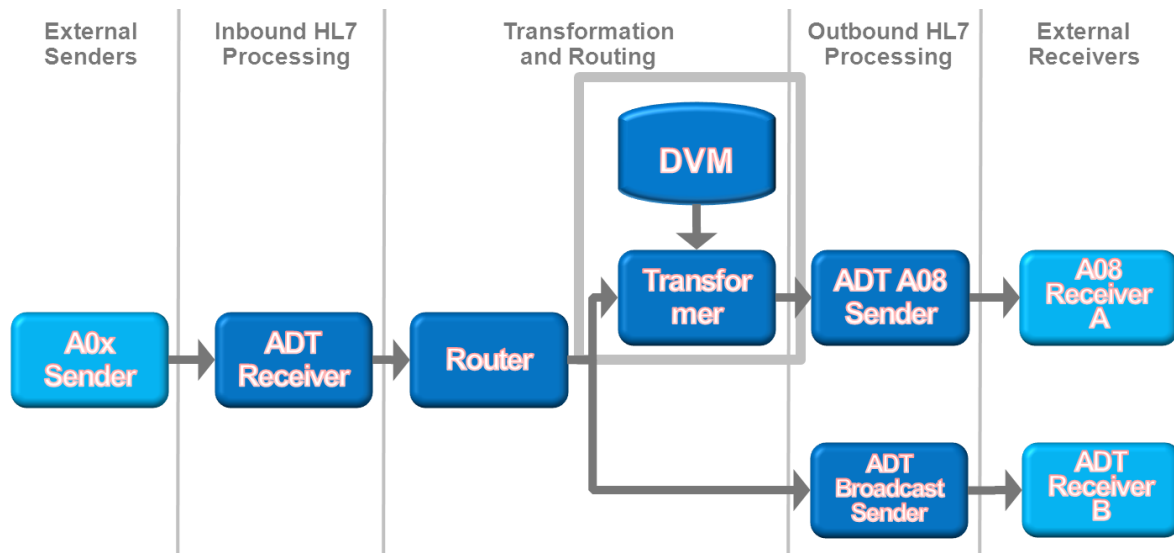 External
Senders
Inbound HL7
Processing
Transformation
and Routing
Outbound HL7
Processing
External
Receivers
DVM
Transfor
mer
ADT A08
Sender
A08
Receiver
A
A0x
Sender
ADT
Receiver
Router
ADT
Broadcast
Sender
ADT
Receiver
B